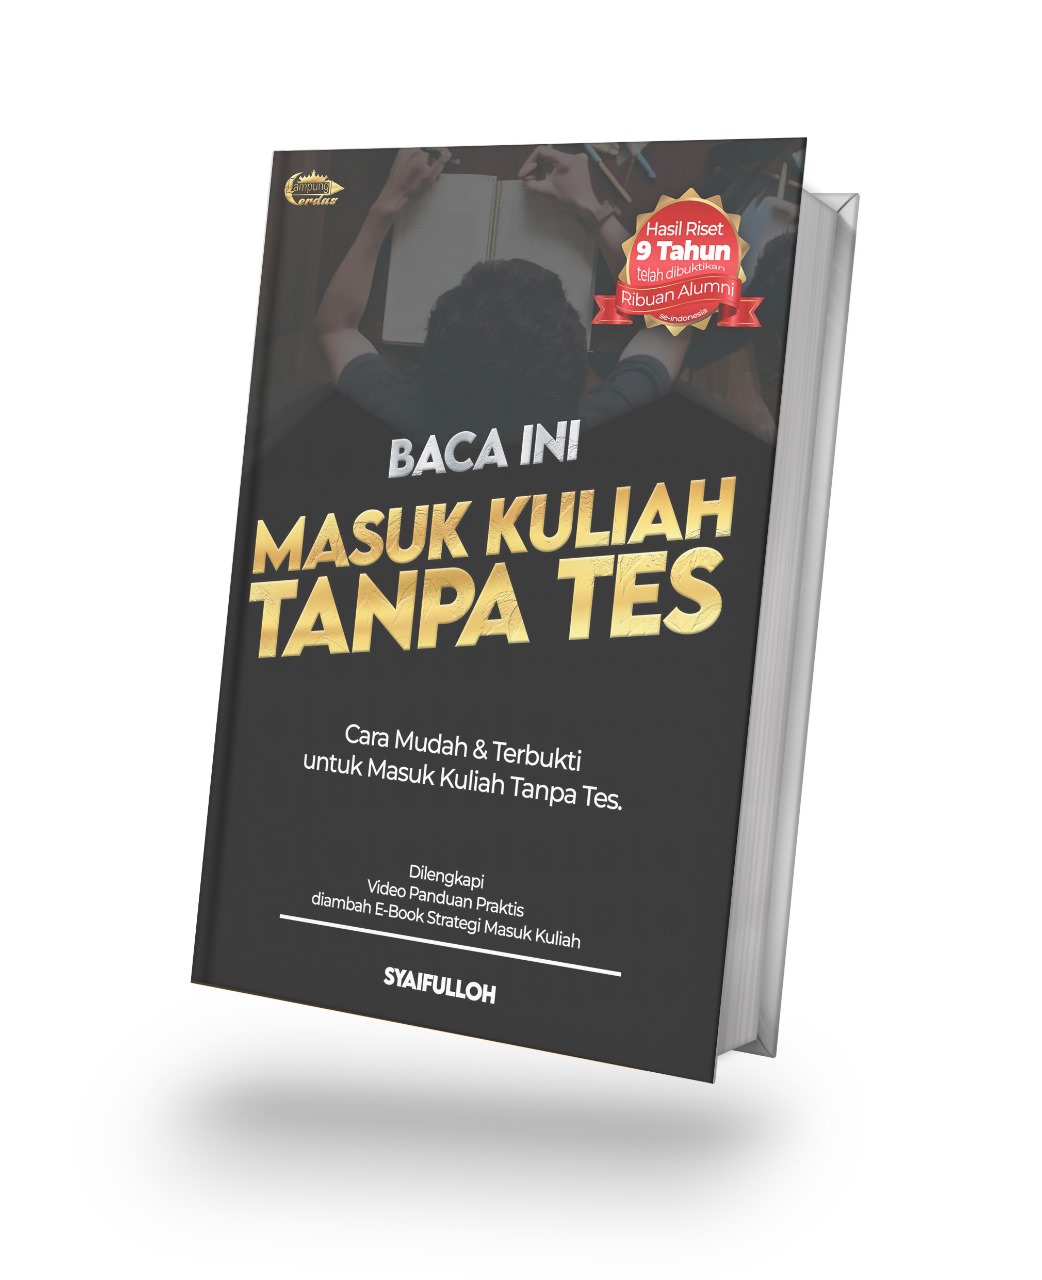 Lampung
Cerdas
Hasil Riset
9 Tahun
telah dibuktikan
Ribuan Alumni
se-indonesia
BACA INI
MASUK KULIAH
TANPA TES
Cara Mudah & Terbukti
untuk Masuk Kuliah Tanpa Tes.
Dilengkapi
Video Panduan Praktis
diambah E-Book Strategi Masuk Kuliah
SYAIFULLOH